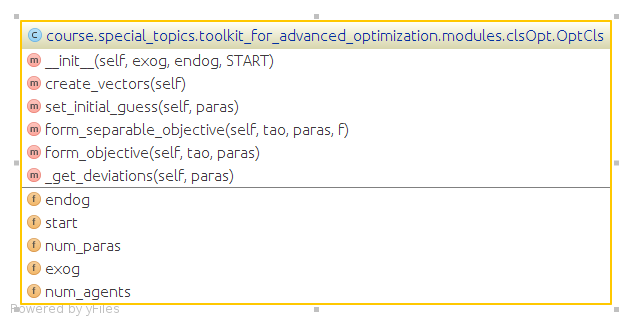 C course.special_topics.toolkit_for_advanced_optimization.modules.clsOpt.OptCls
m __init__(self, exog, endog, START)
m create_vectors(self)
m set_initial_guess(self, paras)
m form_separable_objective(self, tao, paras, f)
m form_objective(self, tao, paras)
m _get_deviations(self, paras)
f endog
f start
f num_paras
f exog
f num_agents
Powered by yFiles